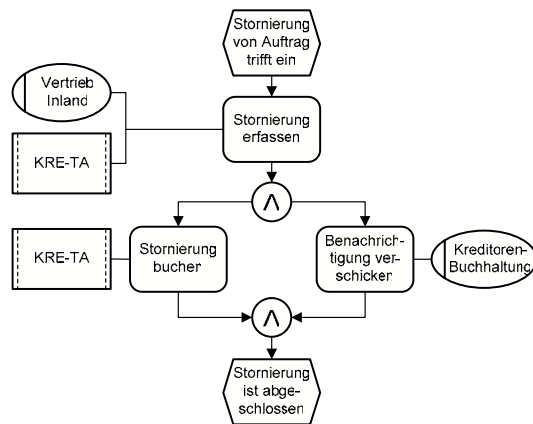 Stornierung
von Auftrag
trifft ein
Vertrieb
Inland
Stornierung
erfassen
KRE-TA
∧
KRE-TA
Stornierung
bucher
Benachrich-
tigung ver-
schicken
Kreditoren-
Buchhaltung
∧
Stornierung
ist abge-
schlossen